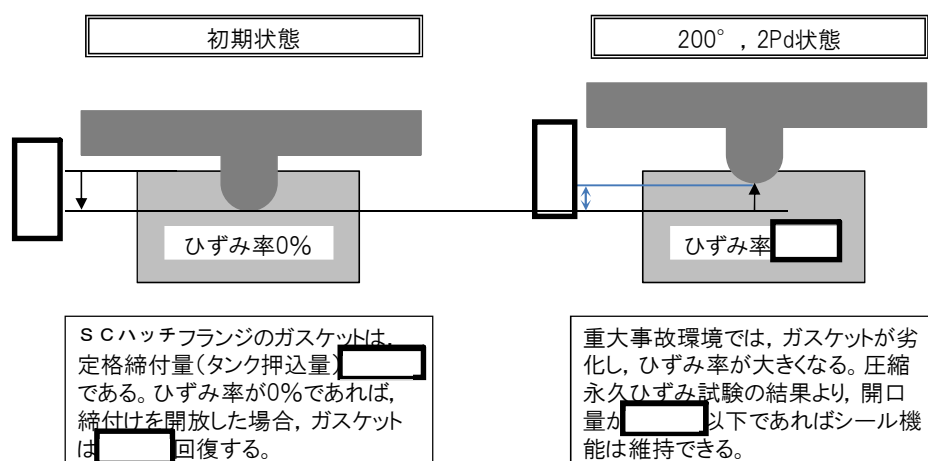 初期状態
200°，2Pd状態
ひずみ率0%
ひずみ率
ＳＣハッチフランジのガスケットは，
定格締付量（タンク押込量）
である。ひずみ率が0%であれば，
締付けを開放した場合，ガスケット
は 回復する。
重大事故環境では，ガスケットが劣
化し，ひずみ率が大きくなる。圧縮
永久ひずみ試験の結果より，開口
量が 以下であればシール機
能は維持できる。